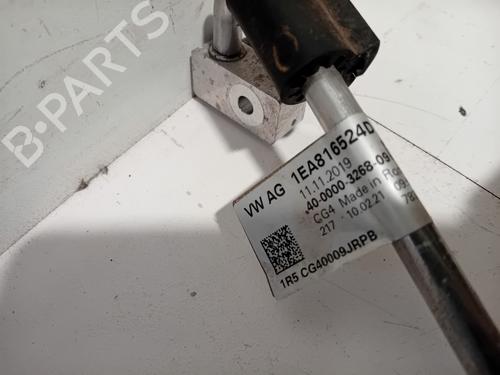 B-PARTS
VW AG 1EA816524D
11.11.2019
40-0000-3268-09
CG4 Made in
217 10.02.21
1R5 CG40009JRPB